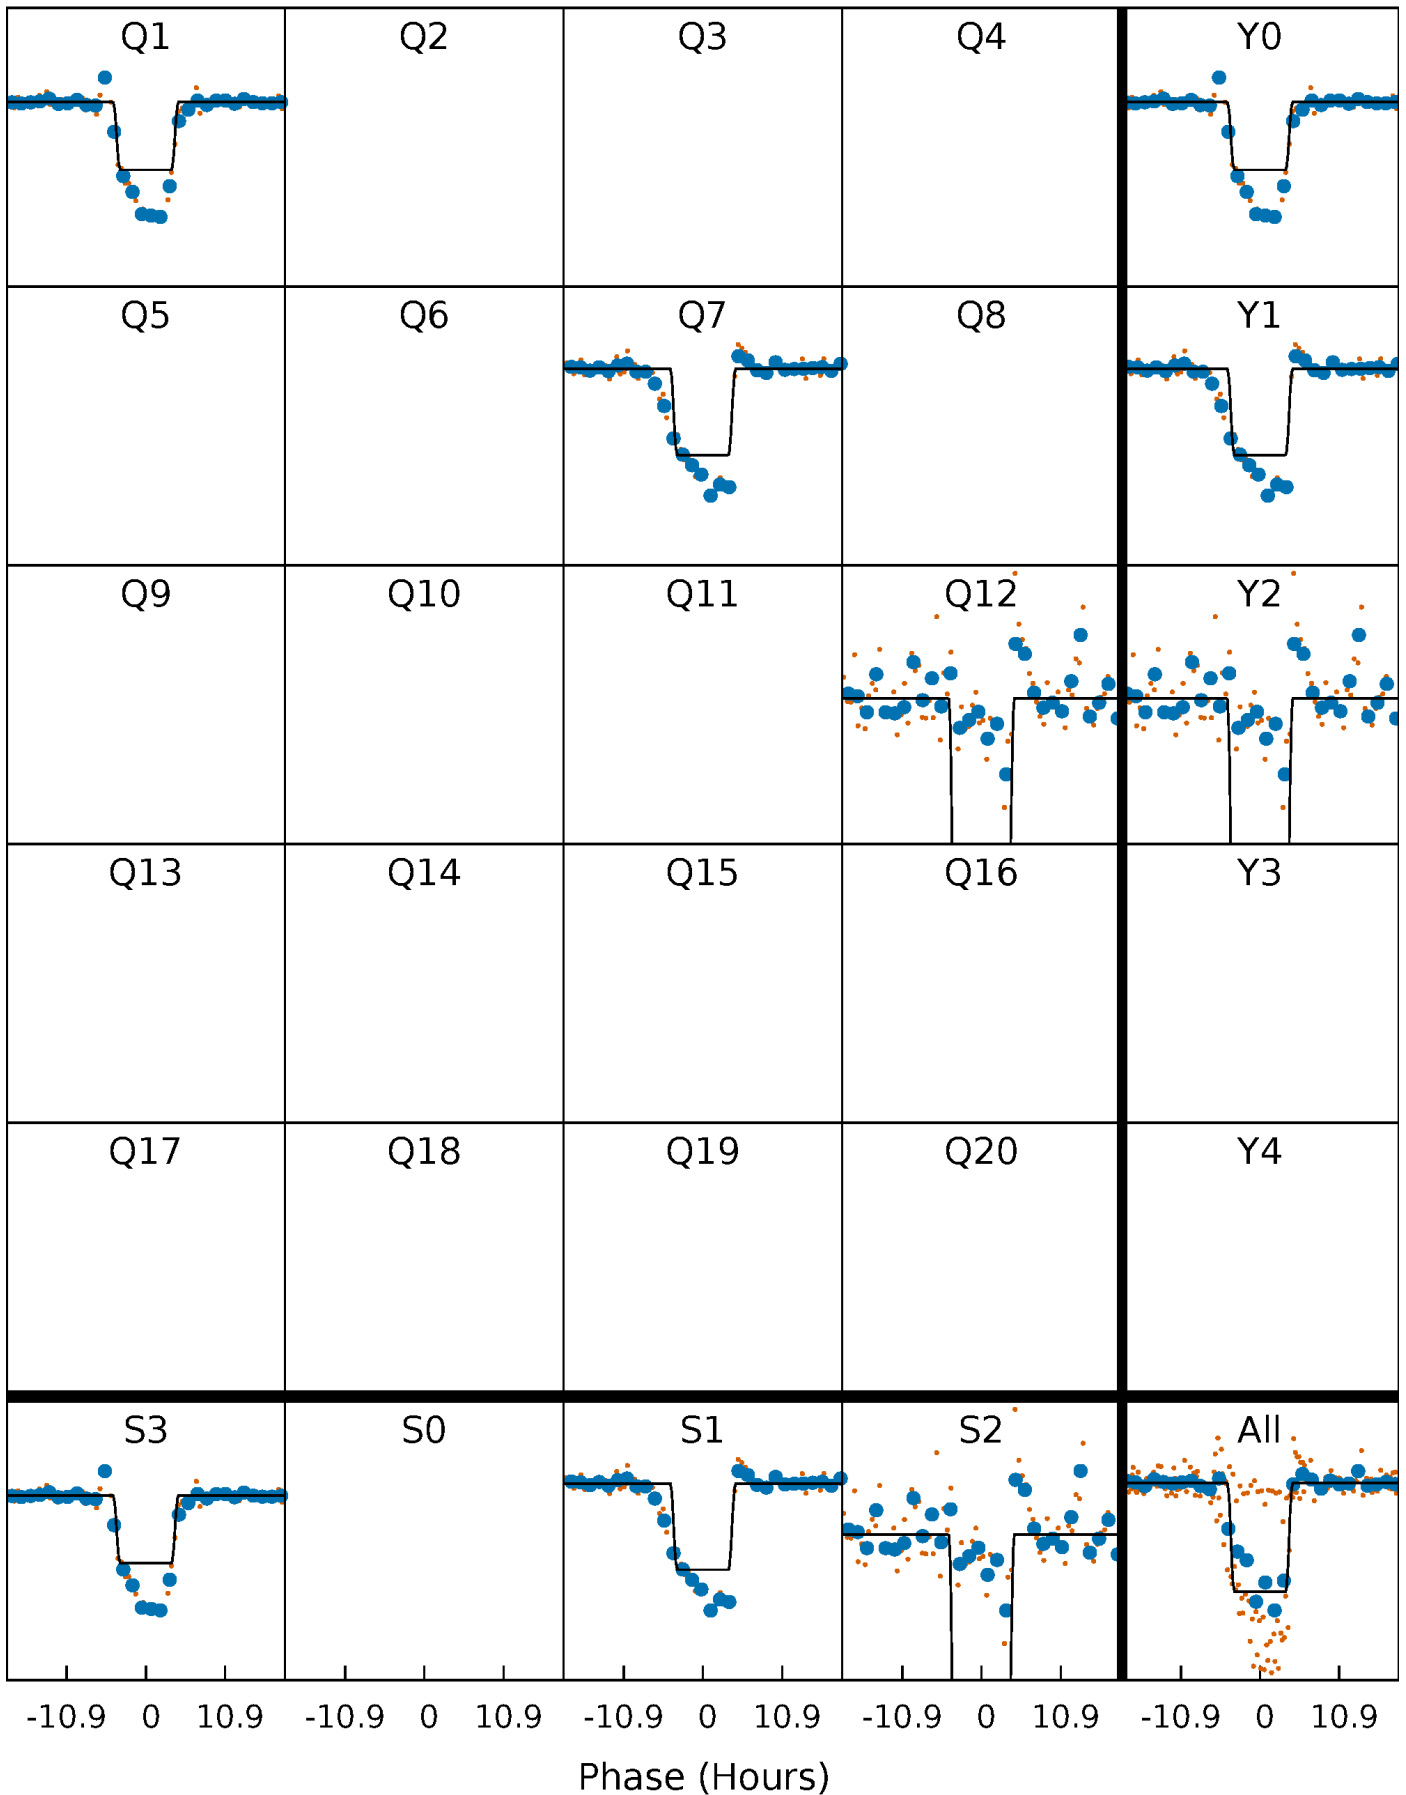 Q1 Q2 Q3 Q4 Y0
Q5 Q6 Q7 Q8 Y1
Q9 Q10 Q11 Q12 Y2
Q13 Q14 Q15 Q16 Y3
Q17 Q18 Q19 Q20 Y4
S3 S0 S1 S2 All
-10.9 0 10.9 -10.9 0 10.9 -10.9 0 10.9 -10.9 0 10.9 -10.9 0 10.9
Phase (Hours)